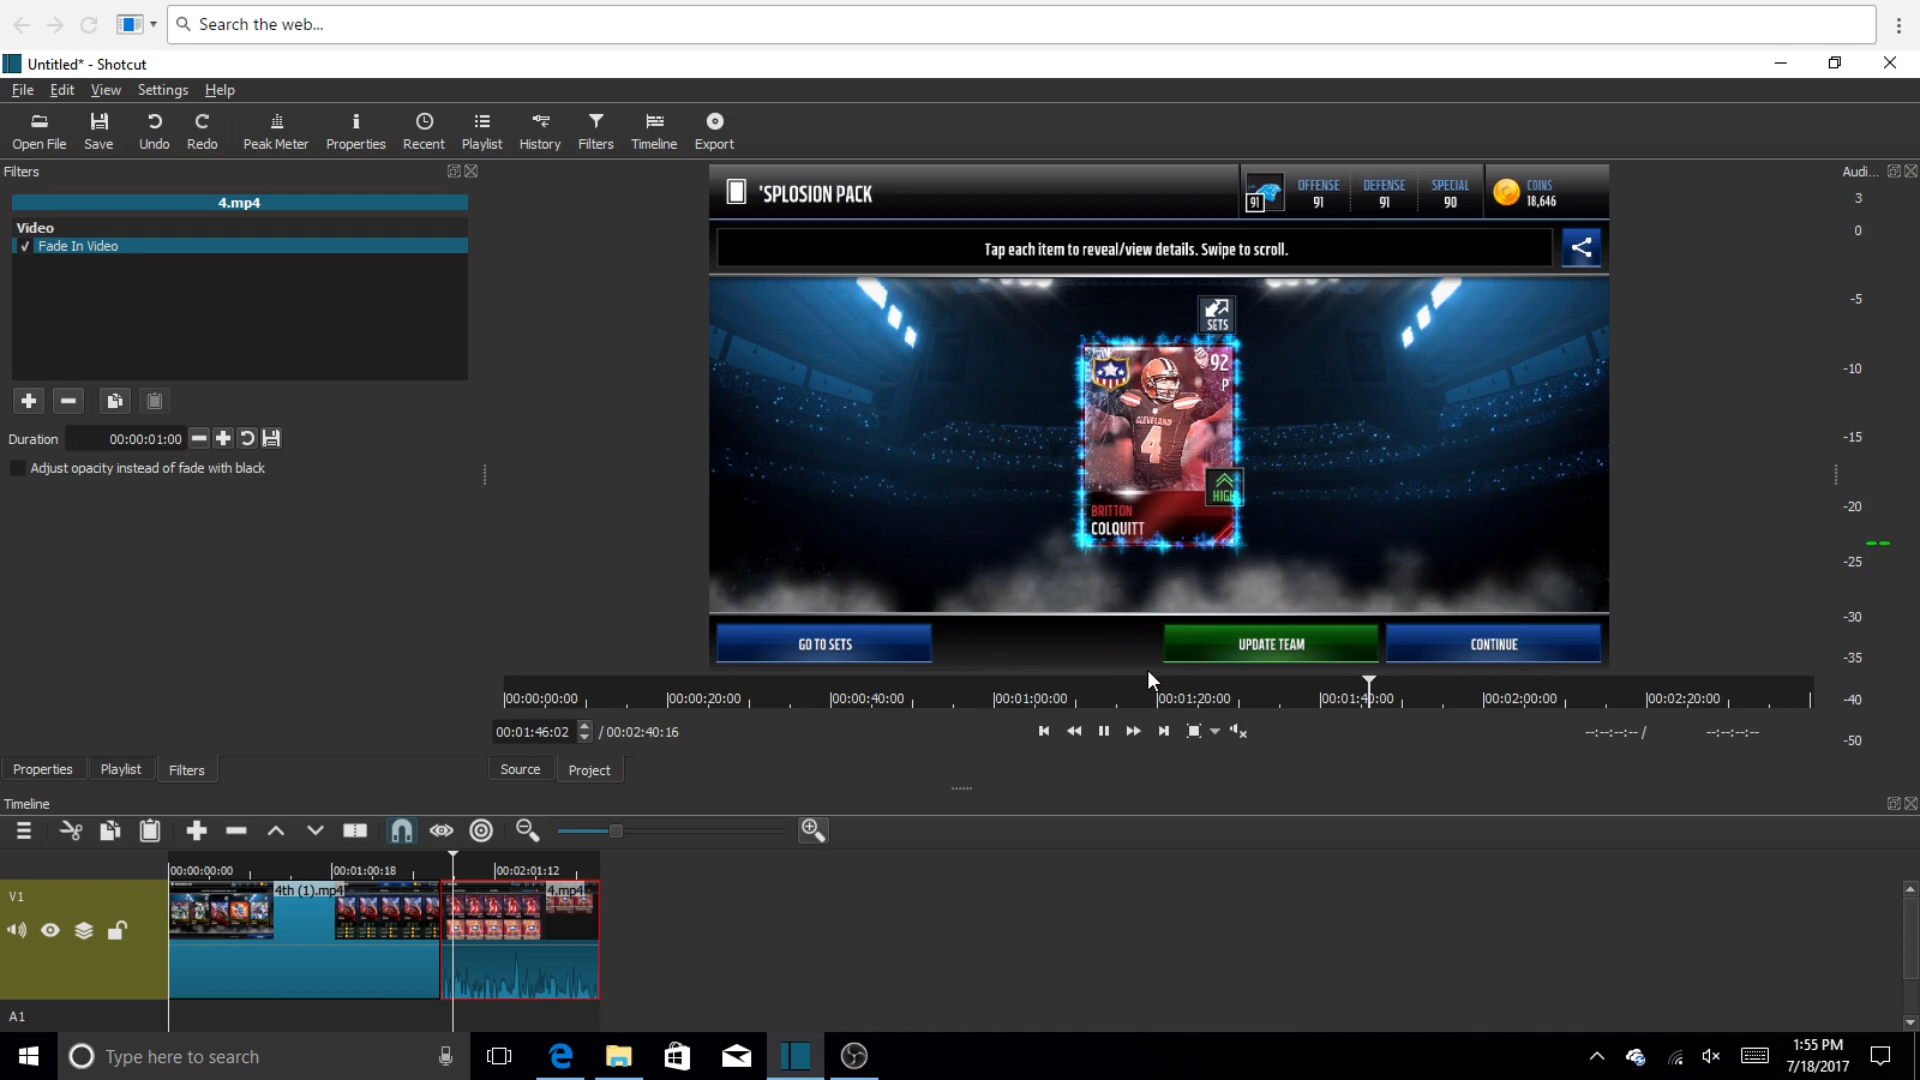 Search the web...
Untitled* - Shotcut
File Edit View Settings Help
Open File Save Undo Redo Peak Meter Properties Recent Playlist History Filters Timeline Export
Filters
4.mp4
Video
✓ Fade In Video
Duration 00:00:01:00
Adjust opacity instead of fade with black
'SPLOSION PACK
91
OFFENSE 91
DEFENSE 91
SPECIAL 90
COINS 18,646
Tap each item to reveal/view details. Swipe to scroll.
SETS
92
P
CLEVELAND
4
HIGH
BRITTON
COLQUITT
GO TO SETS UPDATE TEAM CONTINUE
00:00:00:00 00:00:20:00 00:00:40:00 00:01:00:00 00:01:20:00 00:01:40:00 00:02:00:00 00:02:20:00
00:01:46:02 / 00:02:40:16 --:--:--:-- / --:--:--:--
Audi...
3
0
-5
-10
-15
-20
-25
-30
-35
-40
-50
Properties Playlist Filters Source Project
Timeline
00:00:00:00 00:01:00:18 00:02:01:12
V1
4th (1).mp4 4.mp4
A1
Type here to search
1:55 PM
7/18/2017